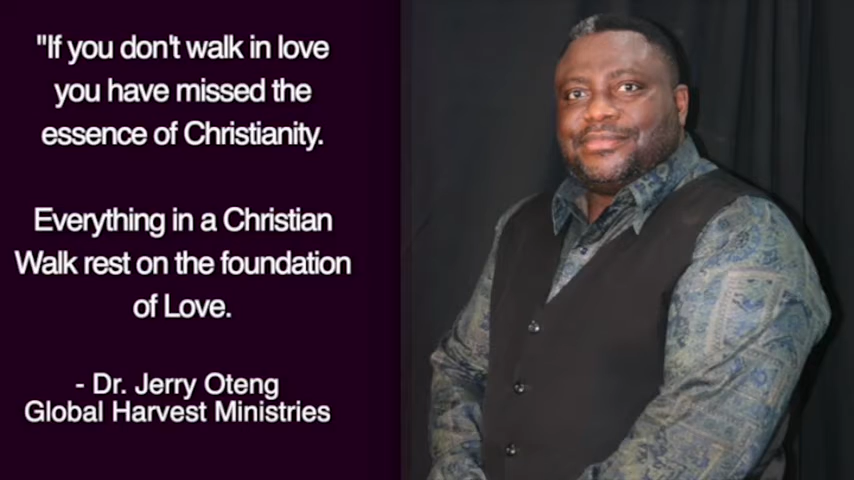 "If you don't walk in love
you have missed the
essence of Christianity.
Everything in a Christian
Walk rest on the foundation
of Love.
- Dr. Jerry Oteng
Global Harvest Ministries